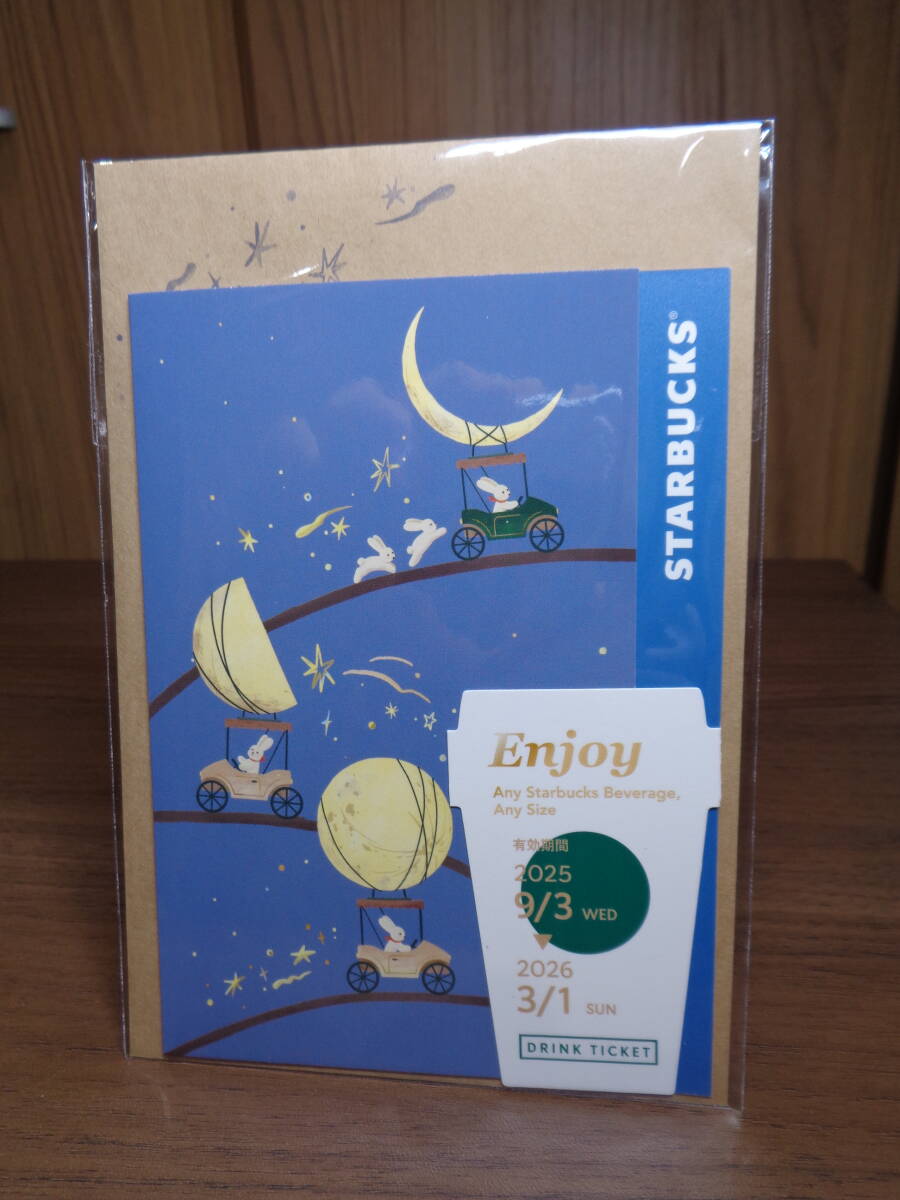 STARBUCKS®
Enjoy
Any Starbucks Beverage,
Any Size
有効期間
2025
9/3 WED
▼
2026
3/1 SUN
DRINK TICKET